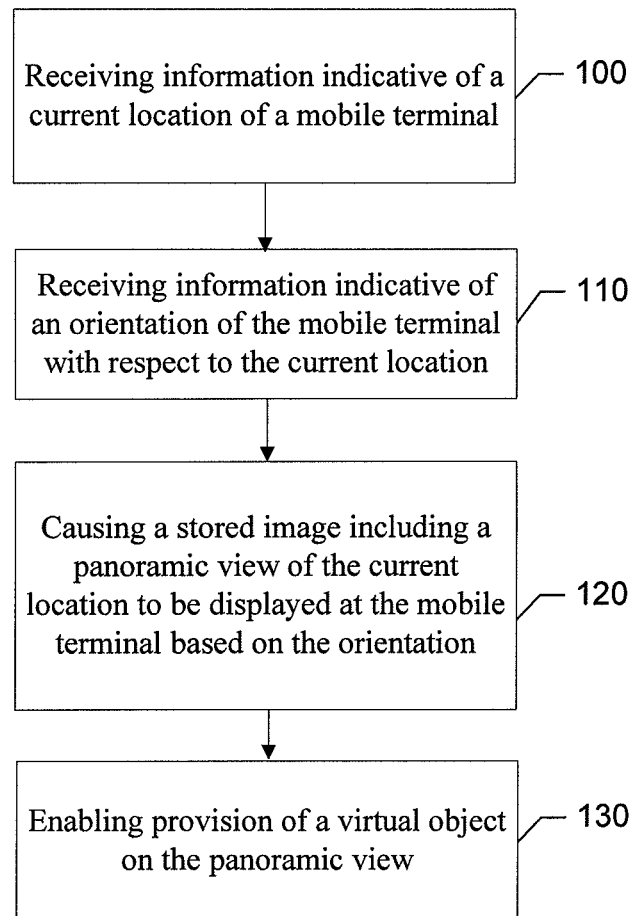 Receiving information indicative of a
current location of a mobile terminal
100
Receiving information indicative of
an orientation of the mobile terminal
with respect to the current location
110
Causing a stored image including a
panoramic view of the current
location to be displayed at the mobile
terminal based on the orientation
120
Enabling provision of a virtual object
on the panoramic view
130